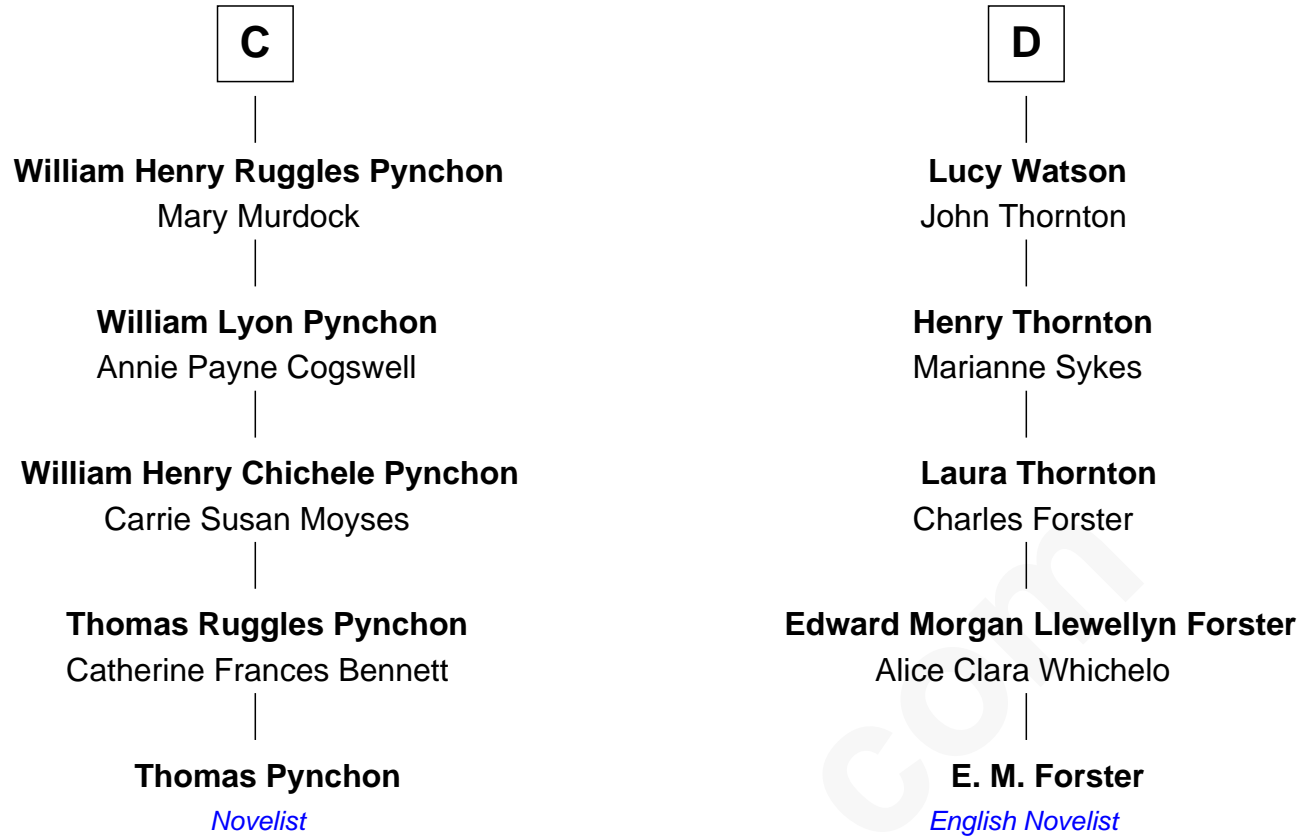 C
William Henry Ruggles Pynchon
Mary Murdock
William Lyon Pynchon
Annie Payne Cogswell
William Henry Chichele Pynchon
Carrie Susan Moyses
Thomas Ruggles Pynchon
Catherine Frances Bennett
Thomas Pynchon
Novelist
D
Lucy Watson
John Thornton
Henry Thornton
Marianne Sykes
Laura Thornton
Charles Forster
Edward Morgan Llewellyn Forster
Alice Clara Whichelo
E. M. Forster
English Novelist
com